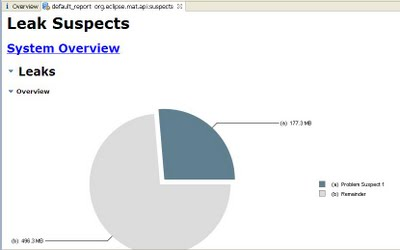 Overview default_report org.eclipse.mat.api:suspects
Leak Suspects
System Overview
Leaks
Overview
(a) 177.3 MB
(a) Problem Suspect 1
(b) Remainder
(b) 496.3 MB